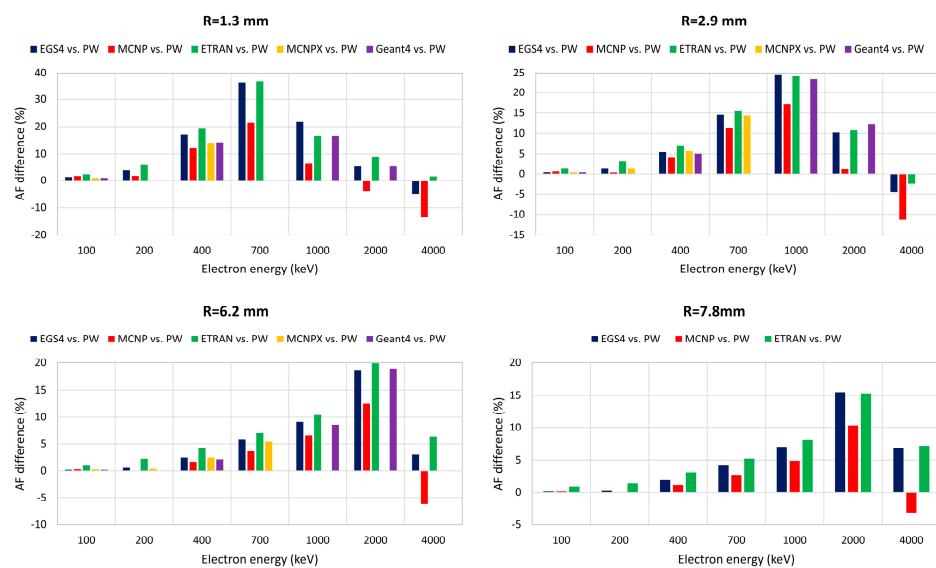 R=1.3 mm
EGS4 vs. PW MCNP vs. PW ETRAN vs. PW MCNPX vs. PW Geant4 vs. PW
AF difference (%)
40
30
20
10
0
-10
-20
100 200 400 700 1000 2000 4000
Electron energy (keV)
R=2.9 mm
EGS4 vs. PW MCNP vs. PW ETRAN vs. PW MCNPX vs. PW Geant4 vs. PW
AF difference (%)
25
20
15
10
5
0
-5
-10
-15
100 200 400 700 1000 2000 4000
Electron energy (keV)
R=6.2 mm
EGS4 vs. PW MCNP vs. PW ETRAN vs. PW MCNPX vs. PW Geant4 vs. PW
AF difference (%)
20
15
10
5
0
-5
-10
100 200 400 700 1000 2000 4000
Electron energy (keV)
R=7.8mm
EGS4 vs. PW MCNP vs. PW ETRAN vs. PW
AF difference (%)
20
15
10
5
0
-5
100 200 400 700 1000 2000 4000
Electron energy (keV)